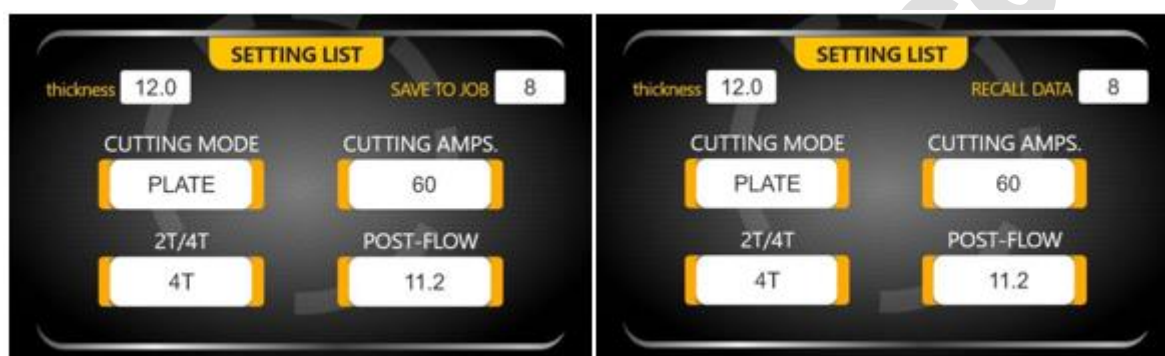 SETTING LIST
thickness 12.0 SAVE TO JOB 8
CUTTING MODE CUTTING AMPS.
PLATE 60
2T/4T POST-FLOW
4T 11.2
SETTING LIST
thickness 12.0 RECALL DATA 8
CUTTING MODE CUTTING AMPS.
PLATE 60
2T/4T POST-FLOW
4T 11.2